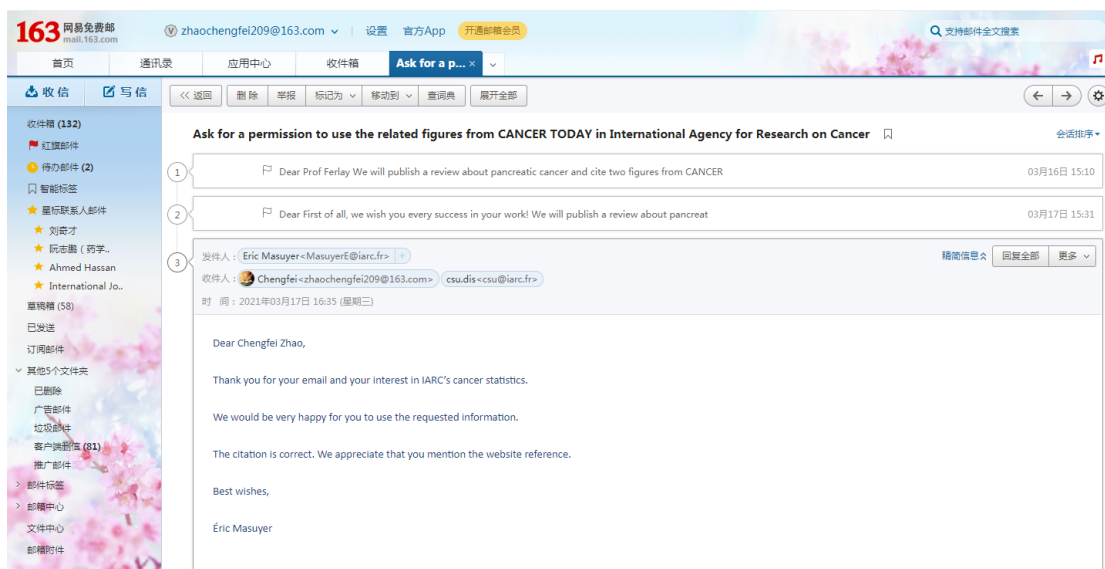 163 网易免费邮
mail.163.com
zhaochengfei209@163.com
设置
官方App
开通邮箱会员
支持邮件全文搜索
首页
通讯录
应用中心
收件箱
Ask for a p... ×
收信
写信
<< 返回
删除
举报
标记为
移动到
查词典
展开全部
收件箱 (132)
红旗邮件
待办邮件 (2)
智能标签
星标联系人邮件
刘奇才
阮志鹏（药学..
Ahmed Hassan
International Jo..
草稿箱 (58)
已发送
订阅邮件
其他5个文件夹
已删除
广告邮件
垃圾邮件
客户端删信 (81)
推广邮件
邮件标签
邮箱中心
文件中心
邮箱附件
Ask for a permission to use the related figures from CANCER TODAY in International Agency for Research on Cancer
会话排序
1
Dear Prof Ferlay We will publish a review about pancreatic cancer and cite two figures from CANCER
03月16日 15:10
2
Dear First of all, we wish you every success in your work! We will publish a review about pancreat
03月17日 15:31
3
发件人：Eric Masuyer<MasuyerE@iarc.fr> +
精简信息
回复全部
更多
收件人：Chengfei<zhaochengfei209@163.com> csu.dis<csu@iarc.fr>
时 间：2021年03月17日 16:35 (星期三)
Dear Chengfei Zhao,
Thank you for your email and your interest in IARC's cancer statistics.
We would be very happy for you to use the requested information.
The citation is correct. We appreciate that you mention the website reference.
Best wishes,
Éric Masuyer